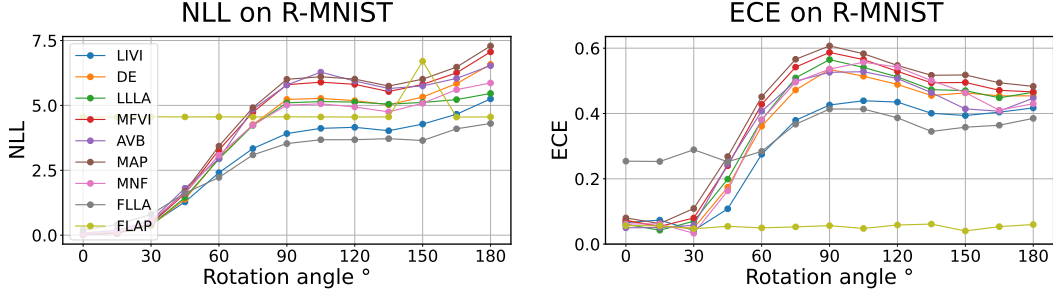 NLL on R-MNIST
7.5
5.0
2.5
0.0
NLL
LIVI
DE
LLLA
MFVI
AVB
MAP
MNF
FLLA
FLAP
0 30 60 90 120 150 180
Rotation angle °
ECE on R-MNIST
0.6
0.4
0.2
0.0
ECE
0 30 60 90 120 150 180
Rotation angle °